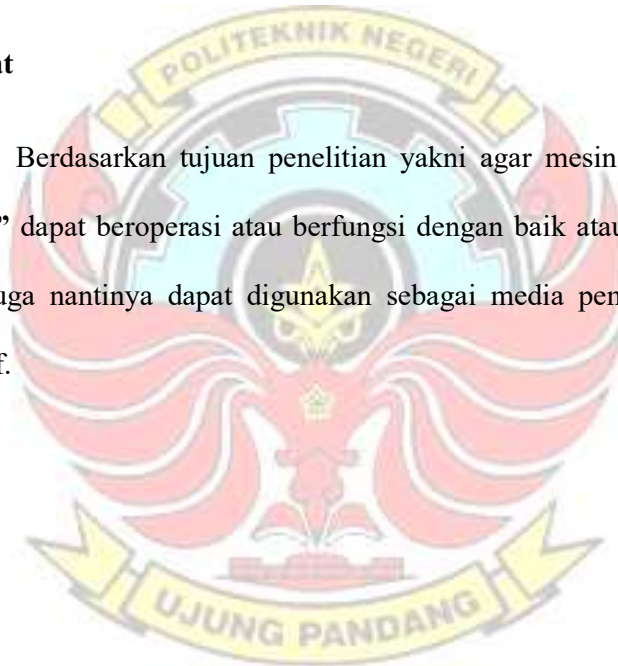 POLITEKNIK NEGERI
at
Berdasarkan tujuan penelitian yakni agar mesin
” dapat beroperasi atau berfungsi dengan baik atau
uga nantinya dapat digunakan sebagai media pen
f.
UJUNG PANDANG